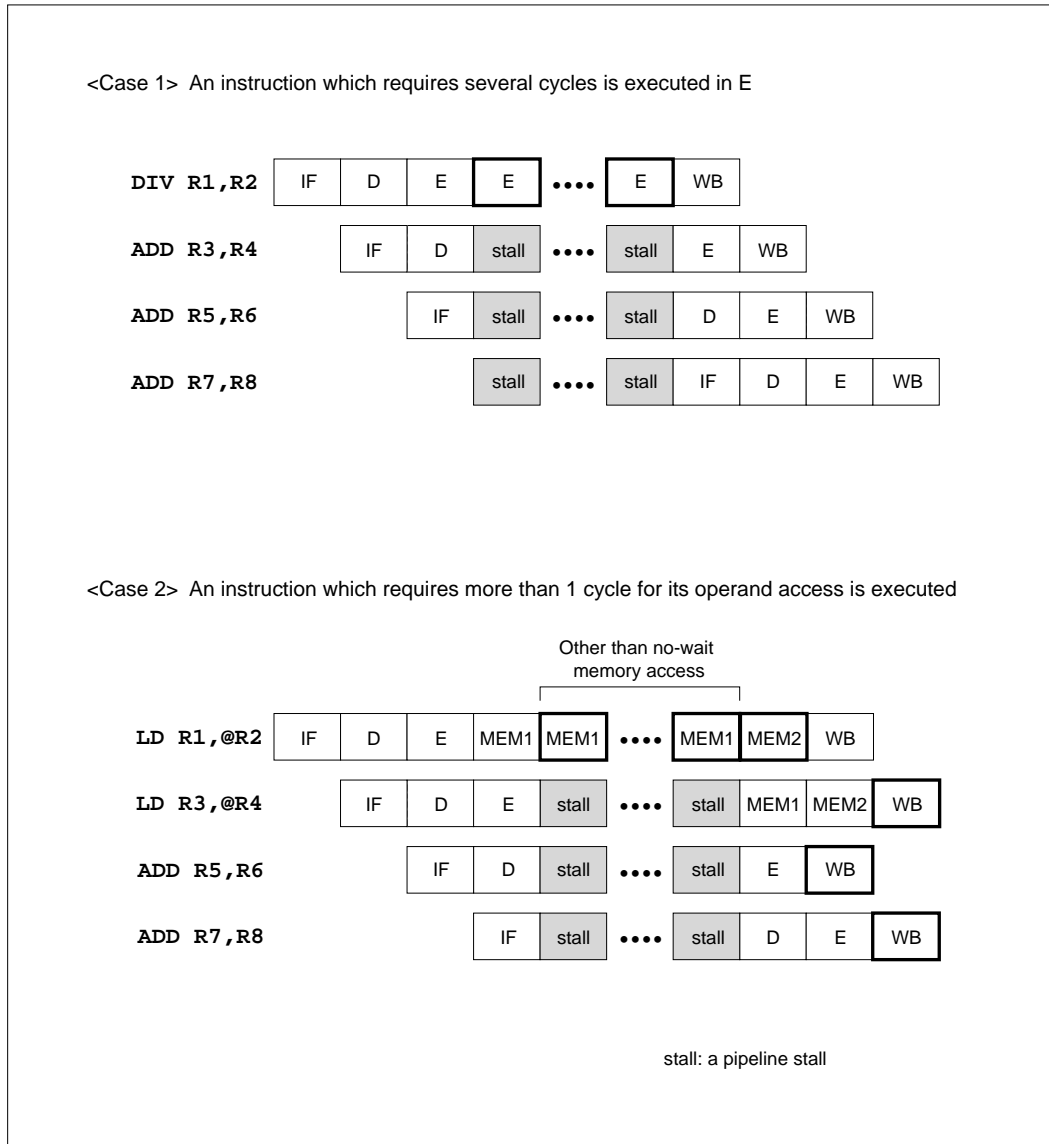 <Case 1> An instruction which requires several cycles is executed in E
DIV R1,R2 IF D E E •••• E WB
ADD R3,R4 IF D stall •••• stall E WB
ADD R5,R6 IF stall •••• stall D E WB
ADD R7,R8 stall •••• stall IF D E WB
<Case 2> An instruction which requires more than 1 cycle for its operand access is executed
Other than no-wait
memory access
LD R1,@R2 IF D E MEM1 MEM1 •••• MEM1 MEM2 WB
LD R3,@R4 IF D E stall •••• stall MEM1 MEM2 WB
ADD R5,R6 IF D stall •••• stall E WB
ADD R7,R8 IF stall •••• stall D E WB
stall: a pipeline stall